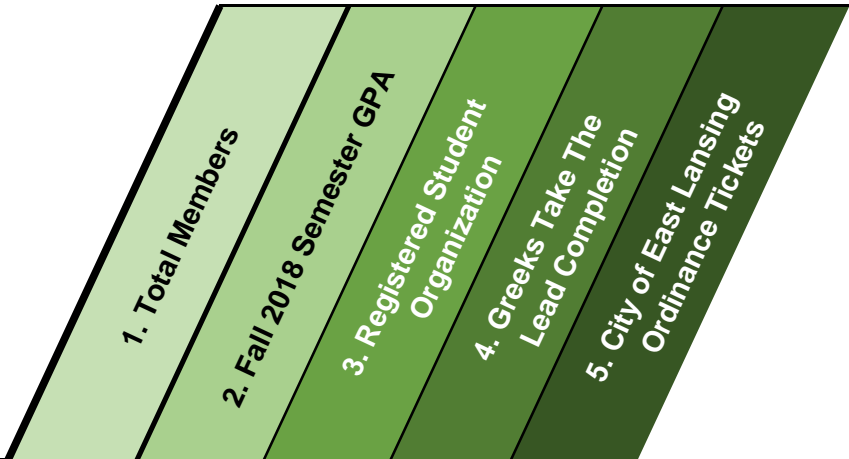 1. Total Members
2. Fall 2018 Semester GPA
3. Registered Student
Organization
4. Greeks Take The
Lead Completion
5. City of East Lansing
Ordinance Tickets